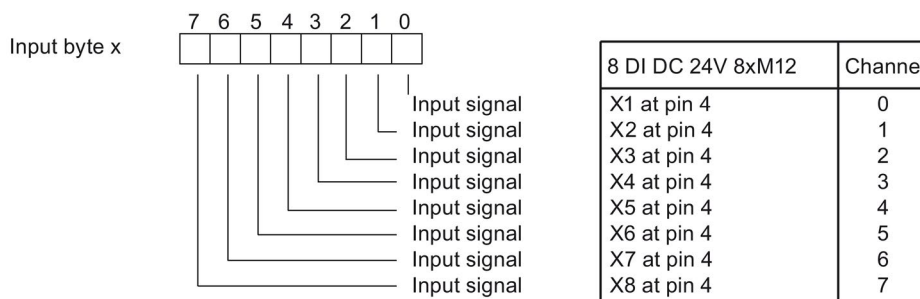 7 6 5 4 3 2 1 0
Input byte x
8 DI DC 24V 8xM12 Channe
Input signal X1 at pin 4 0
Input signal X2 at pin 4 1
Input signal X3 at pin 4 2
Input signal X4 at pin 4 3
Input signal X5 at pin 4 4
Input signal X6 at pin 4 5
Input signal X7 at pin 4 6
Input signal X8 at pin 4 7